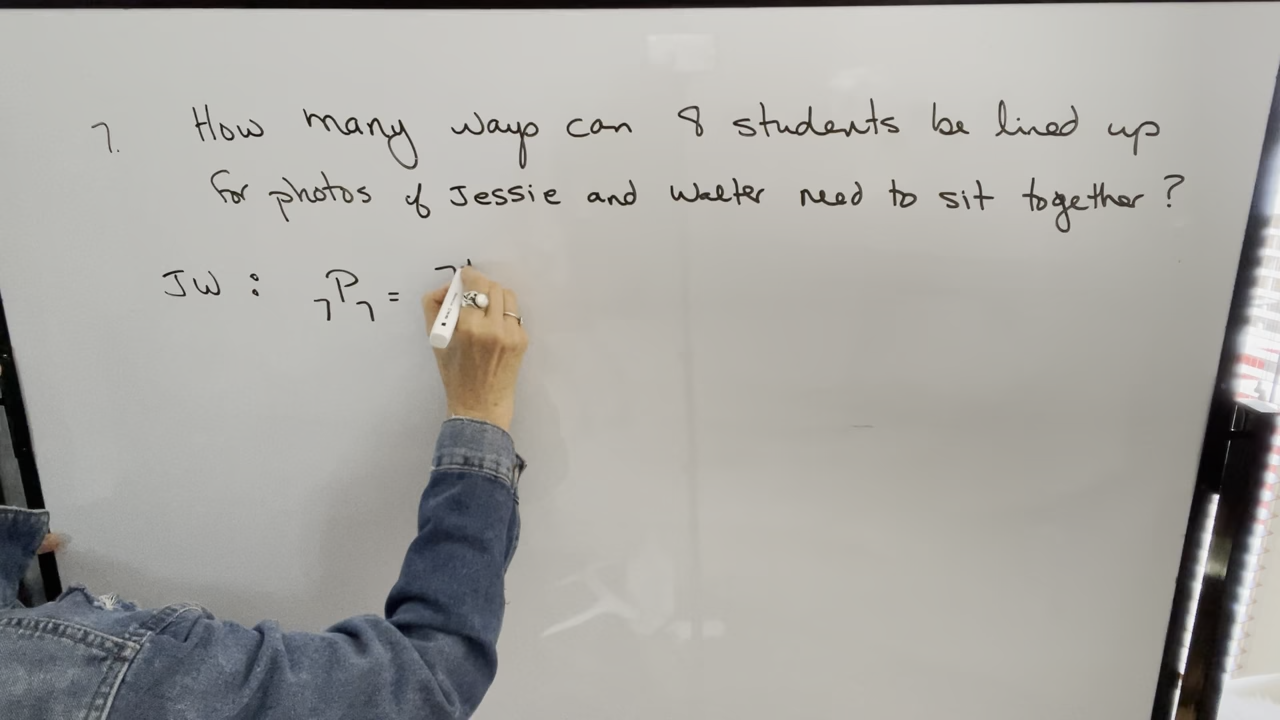 7. How many ways can 8 students be lined up
for photos if Jessie and Walter need to sit together?
JW : ₇P₇ = 7!